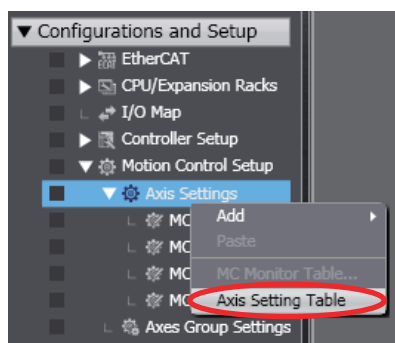 Configurations and Setup
EtherCAT
CPU/Expansion Racks
I/O Map
Controller Setup
Motion Control Setup
Axis Settings
MC
Add
MC
Paste
MC
MC Monitor Table...
MC
Axis Setting Table
Axes Group Settings